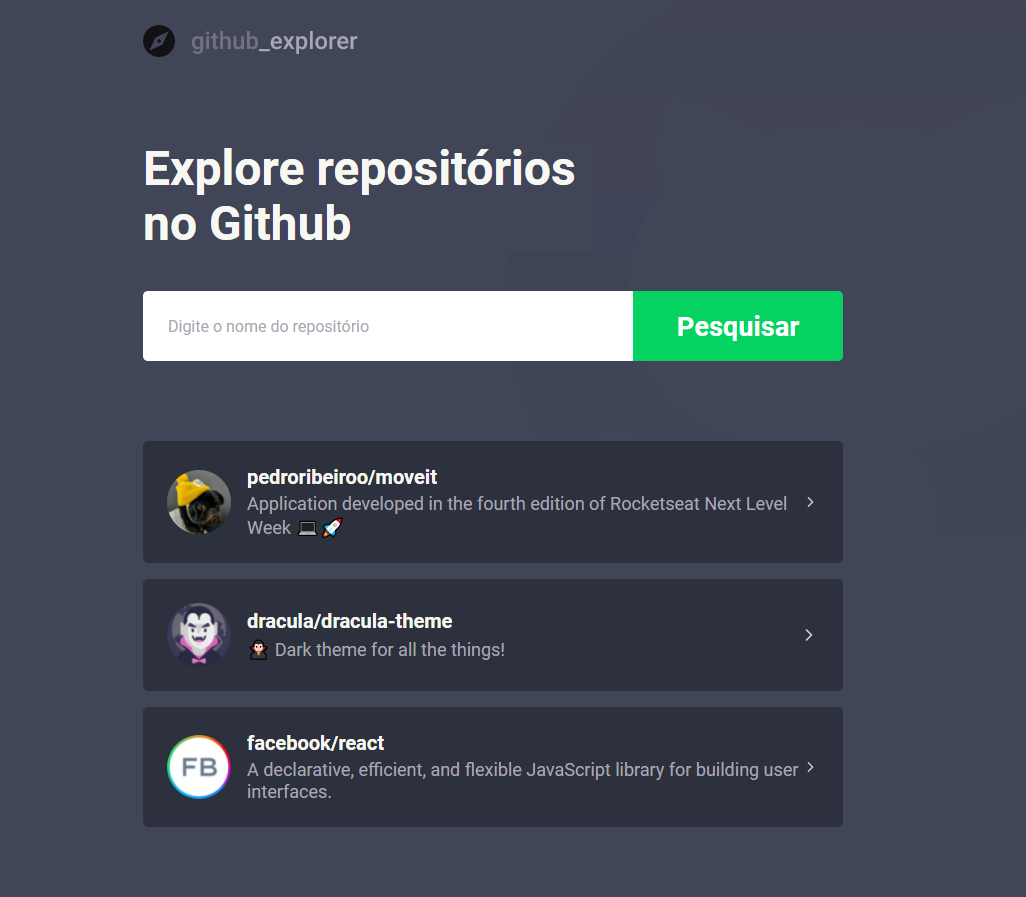 github_explorer
Explore repositórios
no Github
Digite o nome do repositório
Pesquisar
pedroribeiroo/moveit
Application developed in the fourth edition of Rocketseat Next Level
Week 💻 🚀
dracula/dracula-theme
🧛🏻‍♂️ Dark theme for all the things!
FB
facebook/react
A declarative, efficient, and flexible JavaScript library for building user
interfaces.